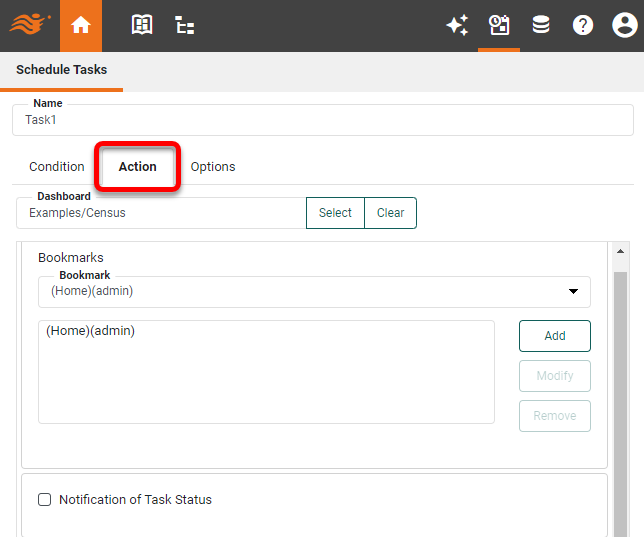 Schedule Tasks
Name
Task1
Condition Action Options
Dashboard
Examples/Census Select Clear
Bookmarks
Bookmark
(Home)(admin)
(Home)(admin)
Add
Modify
Remove
Notification of Task Status